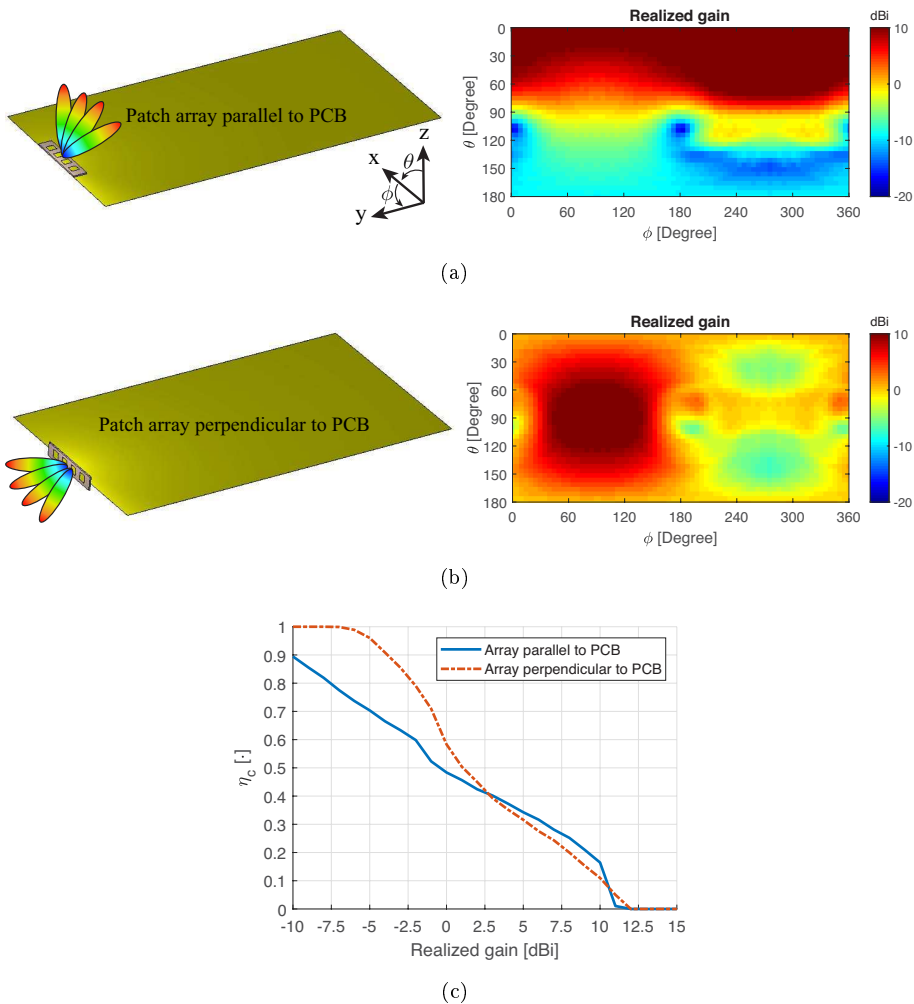 Patch array parallel to PCB
z
x
θ
ϕ
y
Realized gain
dBi
0
30
60
90
120
150
180
θ [Degree]
0 60 120 180 240 300 360
ϕ [Degree]
10
0
-10
-20
(a)
Patch array perpendicular to PCB
Realized gain
dBi
0
30
60
90
120
150
180
θ [Degree]
0 60 120 180 240 300 360
ϕ [Degree]
10
0
-10
-20
(b)
1
0.9
0.8
0.7
0.6
0.5
0.4
0.3
0.2
0.1
0
ηc [·]
Array parallel to PCB
Array perpendicular to PCB
-10 -7.5 -5 -2.5 0 2.5 5 7.5 10 12.5 15
Realized gain [dBi]
(c)